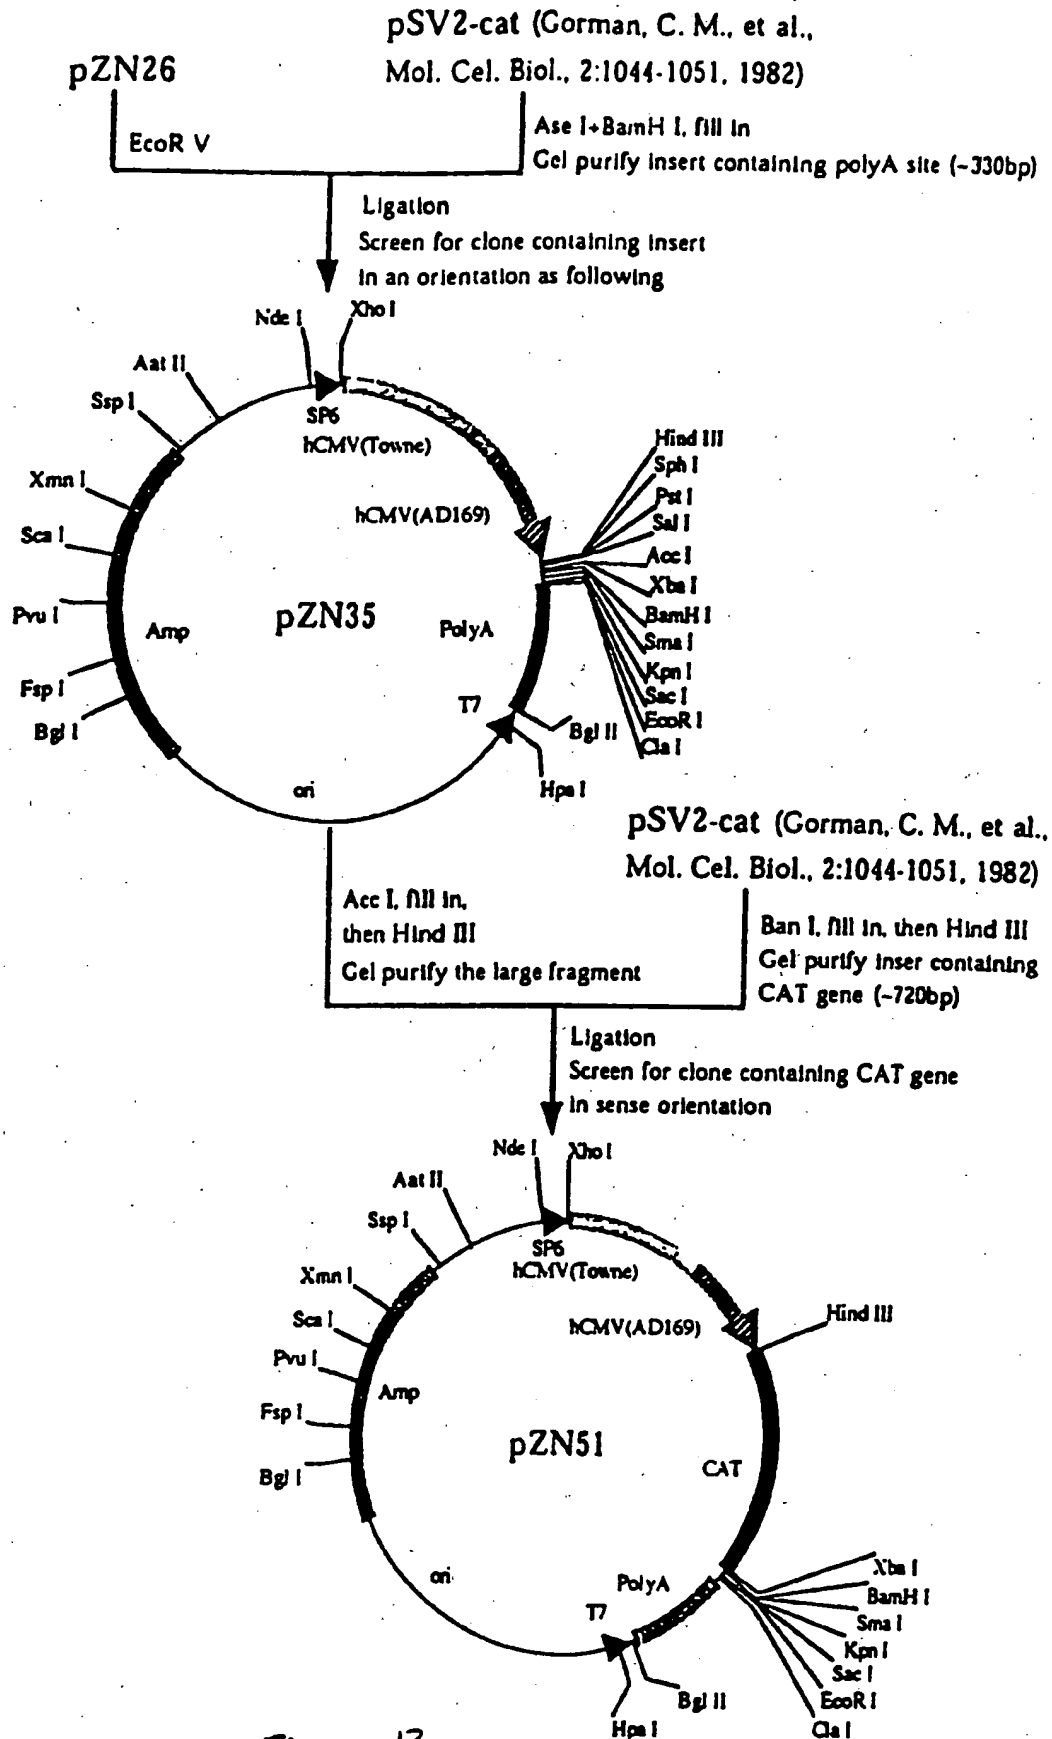 pSV2-cat (Gorman, C. M., et al.,
pZN26
Mol. Cel. Biol., 2:1044-1051, 1982)
EcoR V
Ase I+BamH I, fill in
Gel purify insert containing polyA site (~330bp)
Ligation
Screen for clone containing insert
in an orientation as following
Nde I
Xho I
Aat II
Ssp I
SP6
hCMV(Towne)
Xmn I
Hind III
Sph I
Pst I
Sal I
Sca I
hCMV(AD169)
Acc I
Xba I
Pvu I
Amp
pZN35
PolyA
BamH I
Sma I
Kpn I
Fsp I
Sac I
T7
EcoR I
Bgl I
Bgl II
Cla I
ori
Hpa I
pSV2-cat (Gorman, C. M., et al.,
Mol. Cel. Biol., 2:1044-1051, 1982)
Acc I, fill in,
then Hind III
Gel purify the large fragment
Ban I, fill in, then Hind III
Gel purify inser containing
CAT gene (~720bp)
Ligation
Screen for clone containing CAT gene
in sense orientation
Nde I
Xho I
Aat II
Ssp I
SP6
hCMV(Towne)
Xmn I
Sca I
hCMV(AD169)
Hind III
Pvu I
Amp
Fsp I
pZN51
Bgl I
CAT
ori
PolyA
Xba I
BamH I
T7
Sma I
Kpn I
Sac I
Bgl II
EcoR I
Hpa I
Cla I